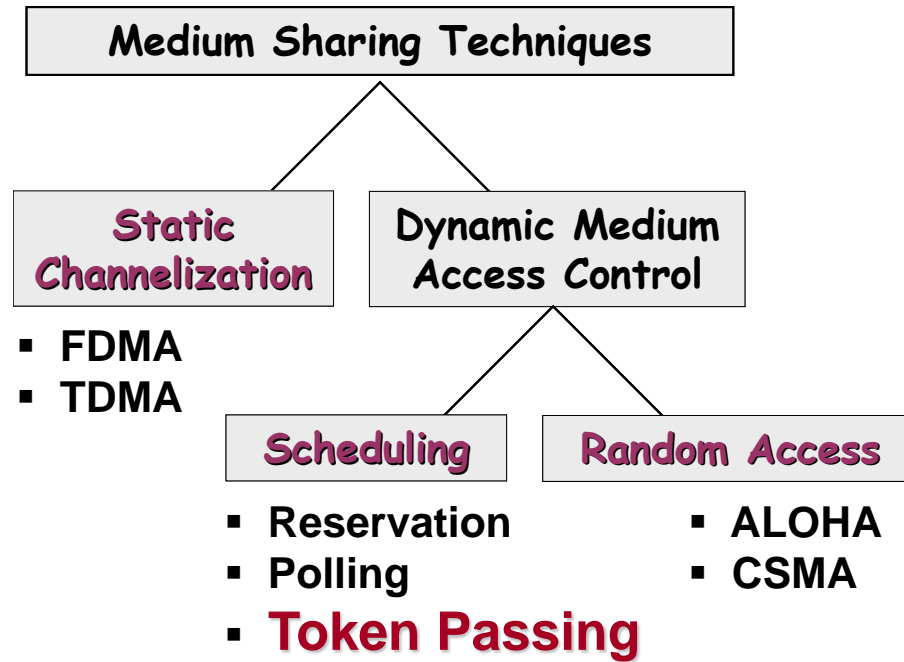 Medium Sharing Techniques
Static
Channelization
Dynamic Medium
Access Control
▪ FDMA
▪ TDMA
Scheduling
Random Access
▪ Reservation
▪ Polling
▪ Token Passing
▪ ALOHA
▪ CSMA